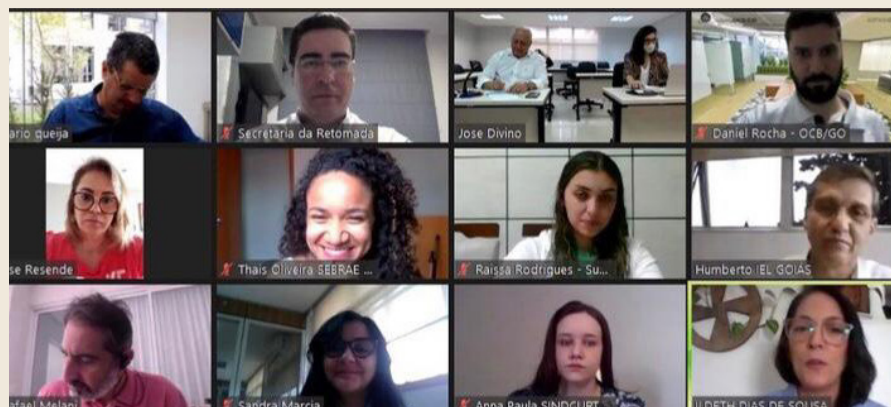 ario queija
Secretaria da Retomada
Jose Divino
Daniel Rocha - OCB/GO
se Resende
Thais Oliveira SEBRAE ...
Raissa Rodrigues - Su...
Humberto IEL GOIÁS
afael Melani
Sandra Marcia
Anna Paula SINDCURT
ILDETH DIAS DE SOUSA